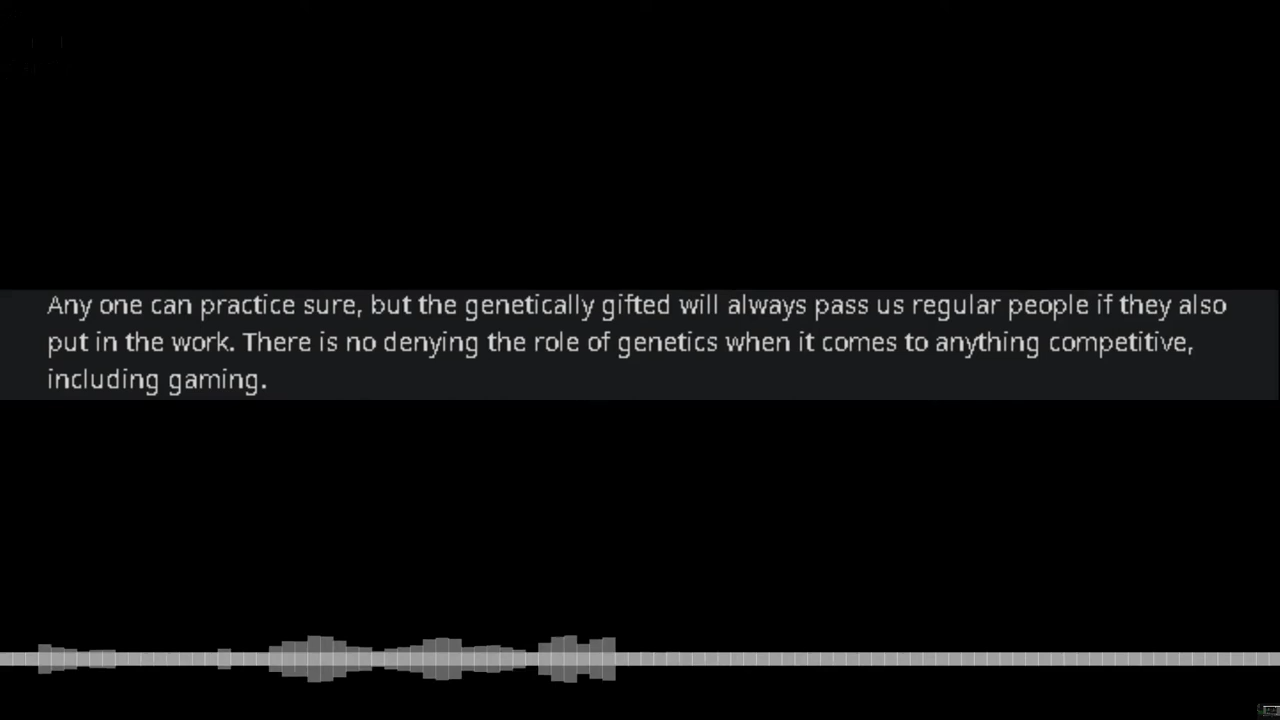 Any one can practice sure, but the genetically gifted will always pass us regular people if they also
put in the work. There is no denying the role of genetics when it comes to anything competitive,
including gaming.